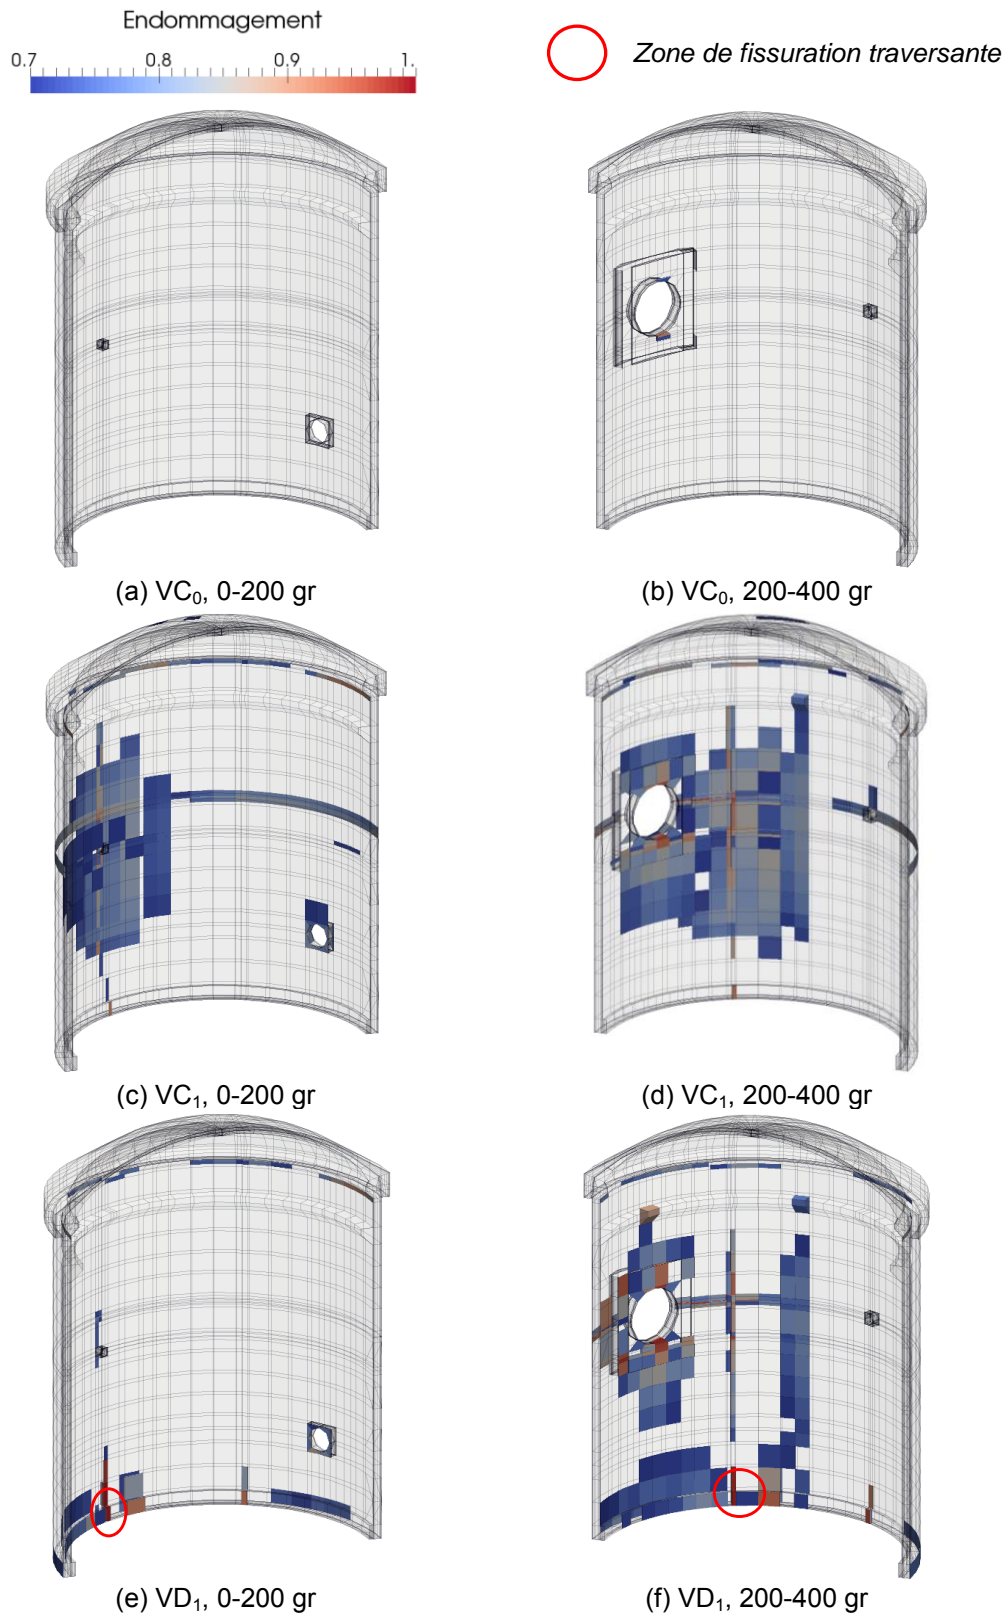 Endommagement
0.7 0.8 0.9 1.
Zone de fissuration traversante
(a) VC₀, 0-200 gr
(b) VC₀, 200-400 gr
(c) VC₁, 0-200 gr
(d) VC₁, 200-400 gr
(e) VD₁, 0-200 gr
(f) VD₁, 200-400 gr